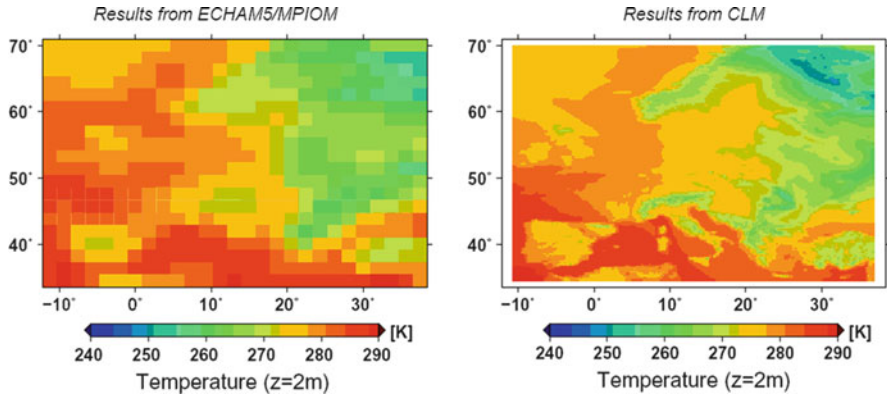 Results from ECHAM5/MPIOM
70˚
60˚
50˚
40˚
−10˚ 0˚ 10˚ 20˚ 30˚
[K]
240 250 260 270 280 290
Temperature (z=2m)
Results from CLM
70˚
60˚
50˚
40˚
−10˚ 0˚ 10˚ 20˚ 30˚
[K]
240 250 260 270 280 290
Temperature (z=2m)